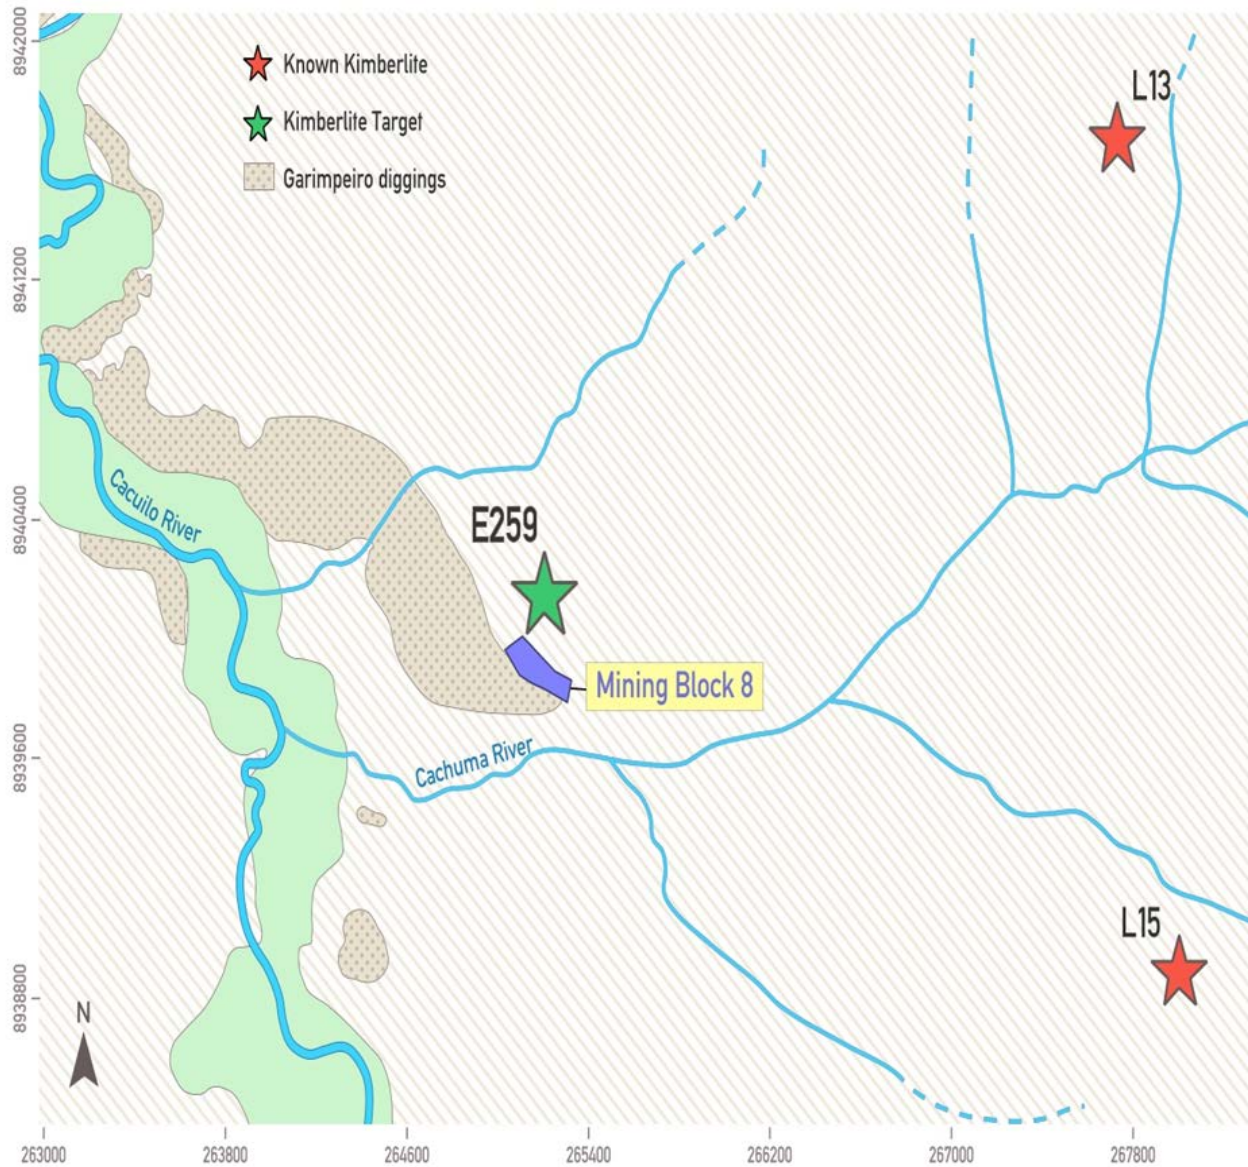 8942000
8941200
8940400
8939600
8938800
Known Kimberlite
Kimberlite Target
Garimpeiro diggings
L13
Cacuilo River
E259
Mining Block 8
Cachuma River
L15
N
263000
263800
264600
265400
266200
267000
267800